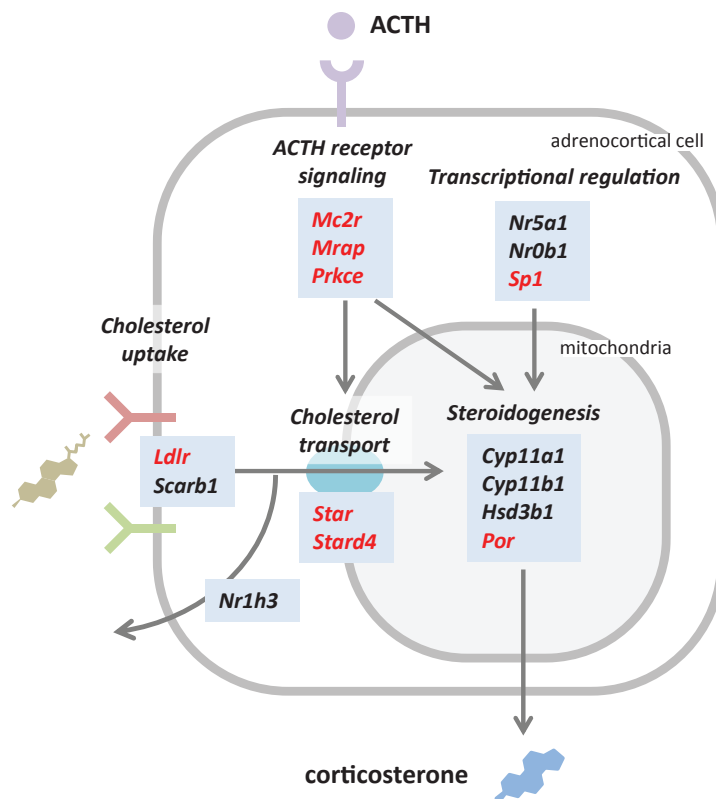 ACTH
adrenocortical cell
ACTH receptor
signaling
Transcriptional regulation
Mc2r
Mrap
Prkce
Nr5a1
Nr0b1
Sp1
Cholesterol
uptake
mitochondria
Cholesterol
transport
Steroidogenesis
Ldlr
Scarb1
Cyp11a1
Cyp11b1
Hsd3b1
Por
Star
Stard4
Nr1h3
corticosterone